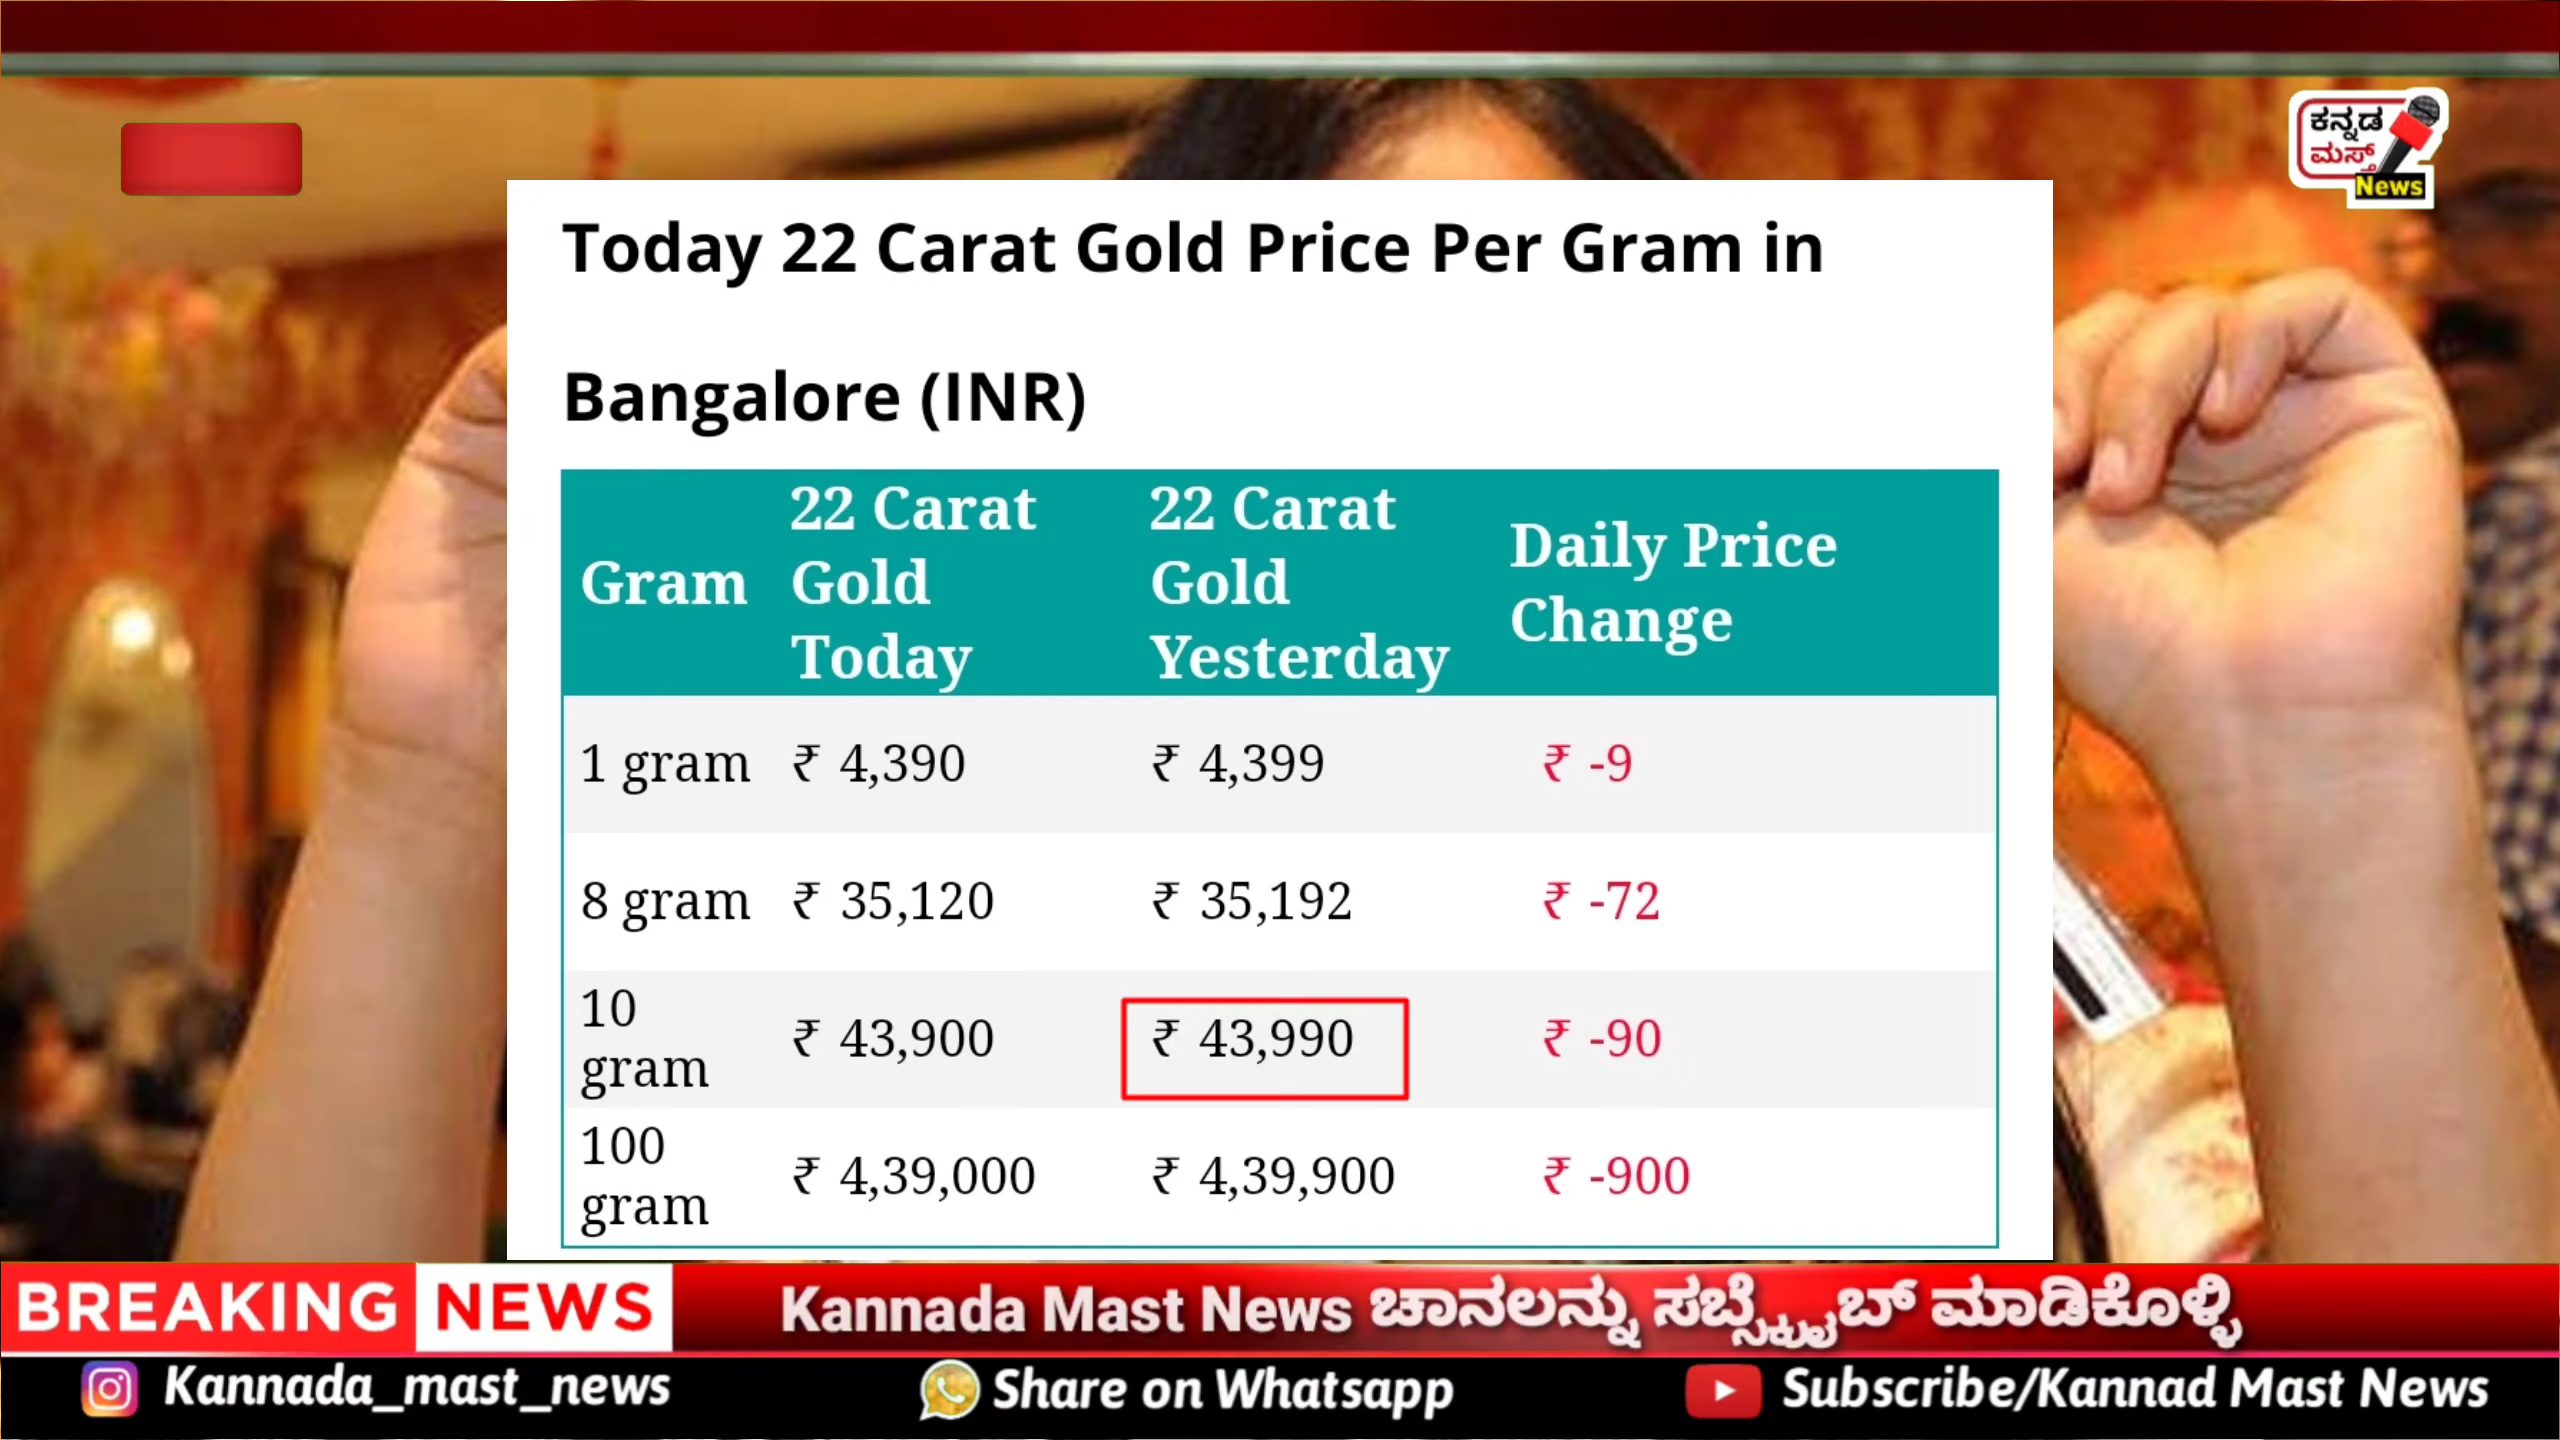 ಕನ್ನಡ
ಮಸ್ತ್
News
Today 22 Carat Gold Price Per Gram in
Bangalore (INR)
Gram 22 Carat Gold Today 22 Carat Gold Yesterday Daily Price Change
1 gram ₹ 4,390 ₹ 4,399 ₹ -9
8 gram ₹ 35,120 ₹ 35,192 ₹ -72
10 gram ₹ 43,900 ₹ 43,990 ₹ -90
100 gram ₹ 4,39,000 ₹ 4,39,900 ₹ -900
BREAKING NEWS Kannada Mast News ಚಾನಲನ್ನು ಸಬ್ಸ್ಕ್ರೈಬ್ ಮಾಡಿಕೊಳ್ಳಿ
Kannada_mast_news Share on Whatsapp Subscribe/Kannad Mast News